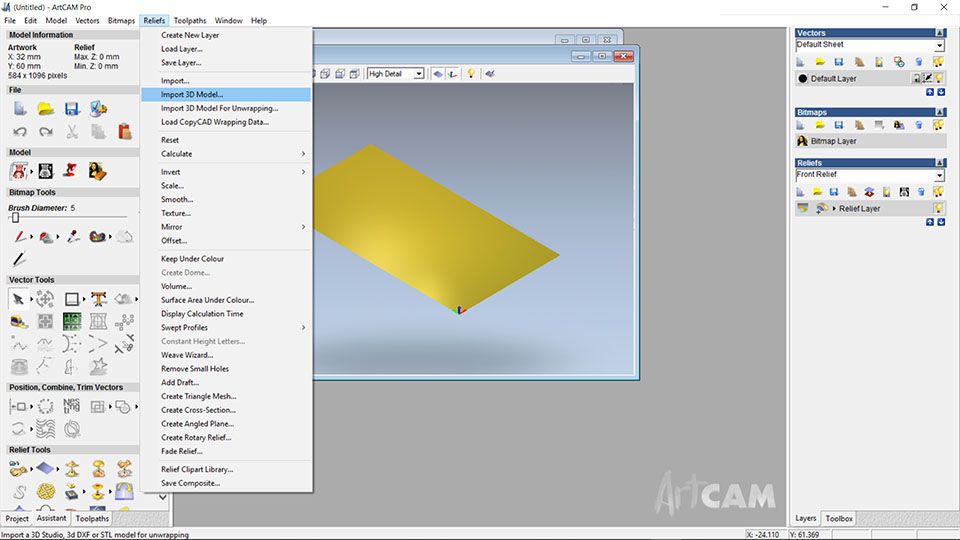 (Untitled) - ArtCAM Pro
File Edit Model Vectors Bitmaps Reliefs Toolpaths Window Help
Model Information
Artwork Relief
X: 32 mm Max. Z: 0 mm
Y: 60 mm Min. Z: 0 mm
584 x 1096 pixels
File
Model
Bitmap Tools
Brush Diameter: 5
Vector Tools
Position, Combine, Trim Vectors
Relief Tools
Project Assistant Toolpaths
Create New Layer
Load Layer...
Save Layer...
Import...
Import 3D Model...
Import 3D Model For Unwrapping...
Load CopyCAD Wrapping Data...
Reset
Calculate
Invert
Scale...
Smooth...
Texture...
Mirror
Offset...
Keep Under Colour
Create Dome...
Volume...
Surface Area Under Colour...
Display Calculation Time
Swept Profiles
Constant Height Letters...
Weave Wizard...
Remove Small Holes
Add Draft...
Create Triangle Mesh...
Create Cross-Section...
Create Angled Plane...
Create Rotary Relief...
Fade Relief...
Relief Clipart Library...
Save Composite...
High Detail
ArtCAM
Vectors
Default Sheet
Default Layer
Bitmaps
Bitmap Layer
Reliefs
Front Relief
Relief Layer
Layers Toolbox
Import a 3D Studio, 3d DXF or STL model for unwrapping
X: -24.110 Y: 61.369